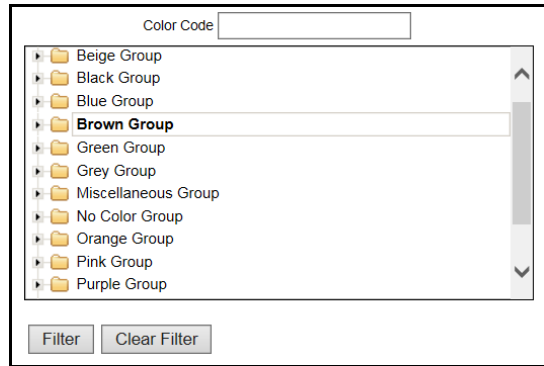 Color Code
Beige Group
Black Group
Blue Group
Brown Group
Green Group
Grey Group
Miscellaneous Group
No Color Group
Orange Group
Pink Group
Purple Group
Filter Clear Filter